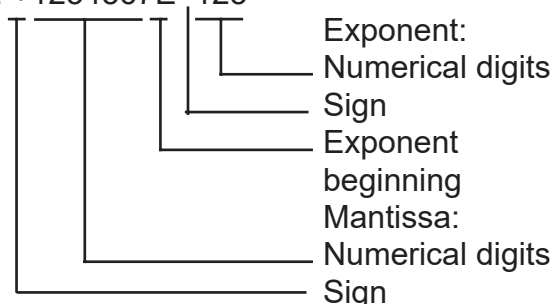 Exponent:
Numerical digits
Sign
Exponent
beginning
Mantissa:
Numerical digits
Sign